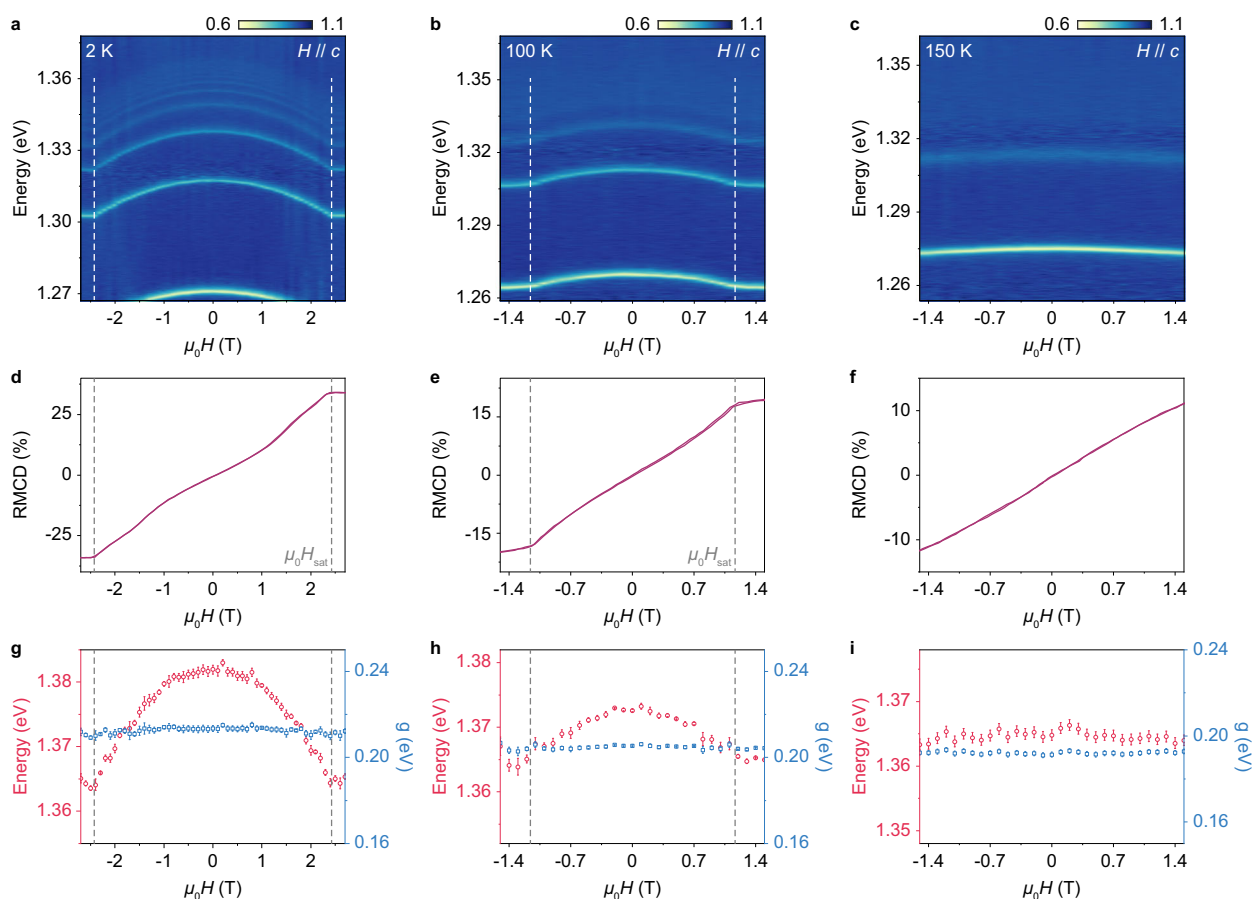 a
0.6
1.1
2 K
H // c
1.36
1.33
1.30
1.27
Energy (eV)
-2
-1
0
1
2
μ0H (T)
b
0.6
1.1
100 K
H // c
1.35
1.32
1.29
1.26
Energy (eV)
-1.4
-0.7
0
0.7
1.4
μ0H (T)
c
0.6
1.1
150 K
H // c
1.35
1.32
1.29
1.26
Energy (eV)
-1.4
-0.7
0
0.7
1.4
μ0H (T)
d
25
0
-25
RMCD (%)
μ0Hsat
-2
-1
0
1
2
μ0H (T)
e
15
0
-15
RMCD (%)
μ0Hsat
-1.4
-0.7
0
0.7
1.4
μ0H (T)
f
10
0
-10
RMCD (%)
-1.4
-0.7
0
0.7
1.4
μ0H (T)
g
1.38
1.37
1.36
Energy (eV)
0.24
0.20
0.16
g (eV)
-2
-1
0
1
2
μ0H (T)
h
1.38
1.37
1.36
Energy (eV)
0.24
0.20
0.16
g (eV)
-1.4
-0.7
0
0.7
1.4
μ0H (T)
i
1.37
1.36
1.35
Energy (eV)
0.24
0.20
0.16
g (eV)
-1.4
-0.7
0
0.7
1.4
μ0H (T)